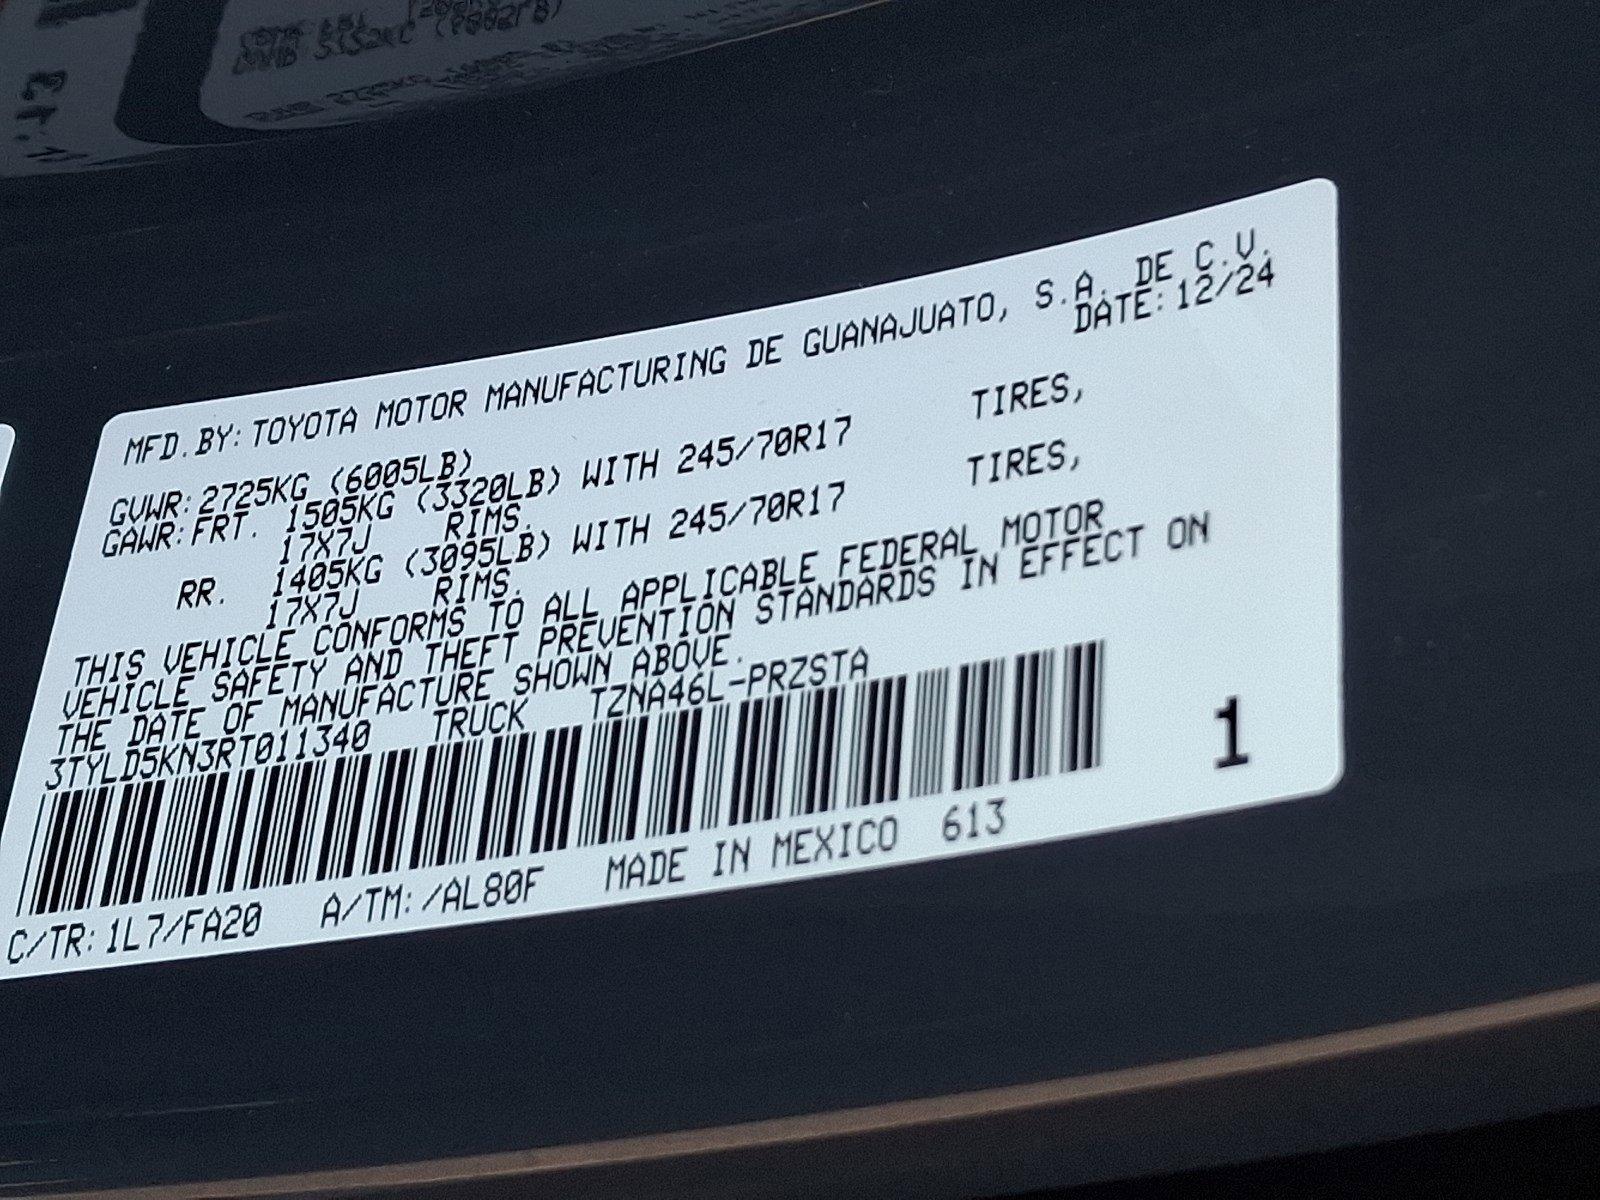 MFD.BY: TOYOTA MOTOR MANUFACTURING DE GUANAJUATO, S.A. DE C.V.
DATE: 12/24
GVWR: 2725KG (6005LB)
GAWR: FRT. 1505KG (3320LB) WITH 245/70R17 TIRES,
17X7J RIMS.
RR. 1405KG (3095LB) WITH 245/70R17 TIRES,
17X7J RIMS.
THIS VEHICLE CONFORMS TO ALL APPLICABLE FEDERAL MOTOR
VEHICLE SAFETY AND THEFT PREVENTION STANDARDS IN EFFECT ON
THE DATE OF MANUFACTURE SHOWN ABOVE.
3TYLD5KN3RT011340 TRUCK TZNA46L-PRZSTA
1
C/TR: 1L7/FA20 A/TM: /AL80F MADE IN MEXICO 613